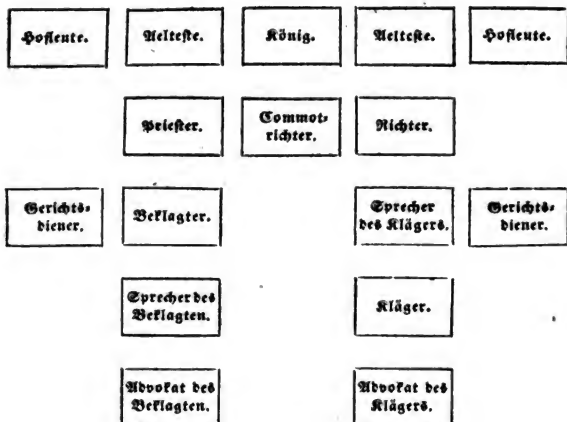 Hofleute. Aelteste. König. Aelteste. Hofleute.
Priester. Commot⸗ Richter.
richter.
Gerichts⸗ Beklagter. Sprecher Gerichts⸗
diener. des Klägers. diener.
Sprecher des Kläger.
Beklagten.
Advokat des Advokat des
Beklagten. Klägers.